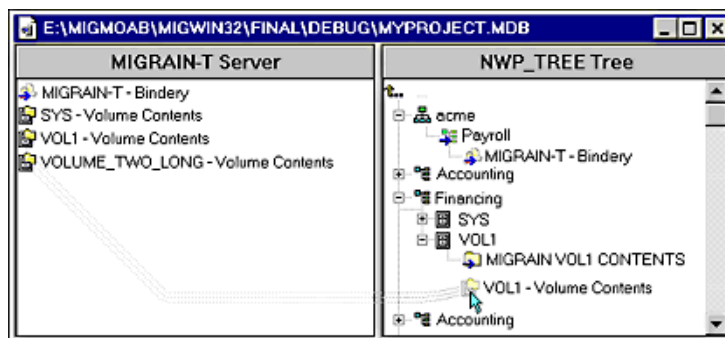 E:\MIGMOAB\MIGWIN32\FINAL\DEBUG\MYPROJECT.MDB
MIGRAIN-T Server
MIGRAIN-T - Bindery
SYS - Volume Contents
VOL1 - Volume Contents
VOLUME_TWO_LONG - Volume Contents
NWP_TREE Tree
acme
Payroll
MIGRAIN-T - Bindery
Accounting
Financing
SYS
VOL1
MIGRAIN VOL1 CONTENTS
VOL1 - Volume Contents
Accounting